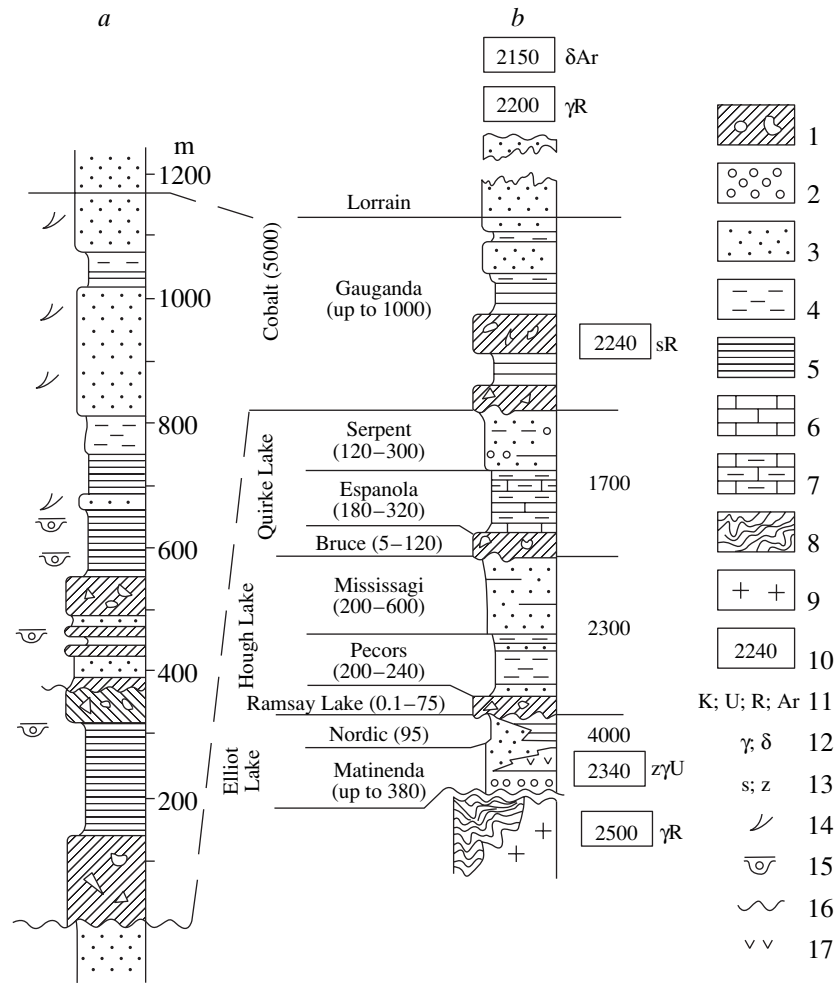 a
b
2150 δAr
2200 γR
m
1200
1000
800
600
400
200
Cobalt (5000)
Quirke Lake
Hough Lake
Elliot
Lake
Lorrain
Gauganda
(up to 1000)
2240 sR
Serpent
(120–300)
Espanola
(180–320)
1700
Bruce (5–120)
Mississagi
(200–600)
2300
Pecors
(200–240)
Ramsay Lake (0.1–75)
Nordic (95)
4000
Matinenda
(up to 380)
2340 zγU
2500 γR
1
2
3
4
5
6
7
8
9
2240 10
K; U; R; Ar 11
γ; δ 12
s; z 13
14
15
16
17